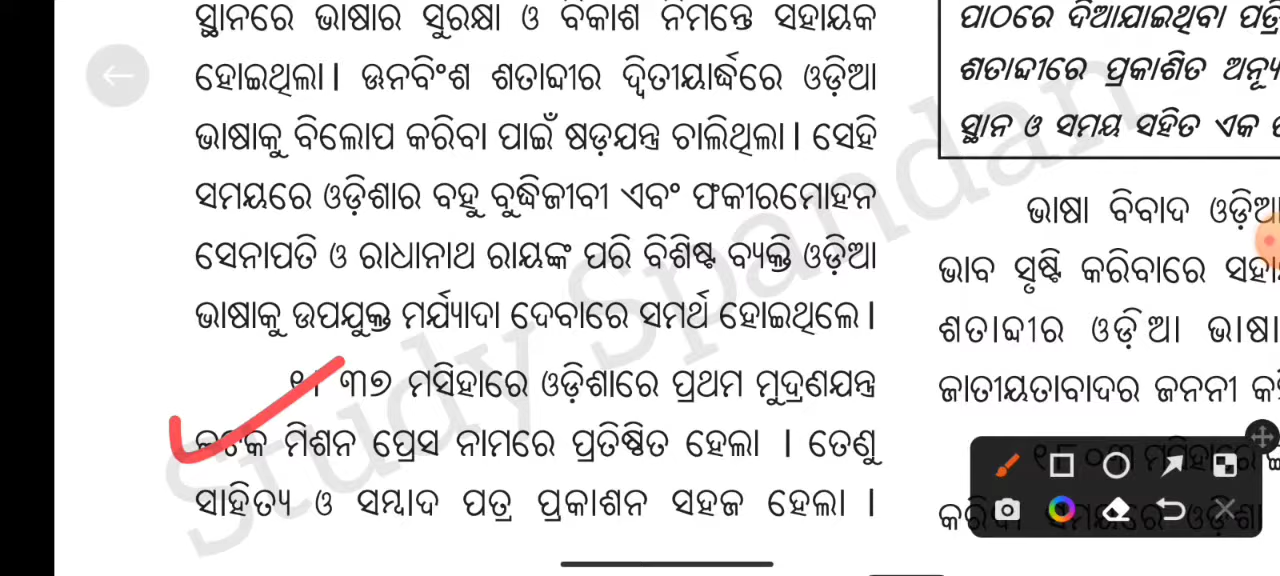 ସ୍ଥାନରେ ଭାଷାର ସୁରକ୍ଷା ଓ ବିକାଶ ନିମନ୍ତେ ସହାୟକ
ହୋଇଥିଲା। ଊନବିଂଶ ଶତାବ୍ଦୀର ଦ୍ୱିତୀୟାର୍ଦ୍ଧରେ ଓଡ଼ିଆ
ଭାଷାକୁ ବିଲୋପ କରିବା ପାଇଁ ଷଡ଼ଯନ୍ତ୍ର ଚାଲିଥିଲା। ସେହି
ସମୟରେ ଓଡ଼ିଶାର ବହୁ ବୁଦ୍ଧିଜୀବୀ ଏବଂ ଫକୀରମୋହନ
ସେନାପତି ଓ ରାଧାନାଥ ରାୟଙ୍କ ପରି ବିଶିଷ୍ଟ ବ୍ୟକ୍ତି ଓଡ଼ିଆ
ଭାଷାକୁ ଉପଯୁକ୍ତ ମର୍ଯ୍ୟାଦା ଦେବାରେ ସମର୍ଥ ହୋଇଥିଲେ।
୩୭ ମସିହାରେ ଓଡ଼ିଶାରେ ପ୍ରଥମ ମୁଦ୍ରଣଯନ୍ତ୍ର
କଟକ ମିଶନ ପ୍ରେସ ନାମରେ ପ୍ରତିଷ୍ଠିତ ହେଲା । ତେଣୁ
ସାହିତ୍ୟ ଓ ସମ୍ବାଦ ପତ୍ର ପ୍ରକାଶନ ସହଜ ହେଲା ।
ପାଠରେ ଦିଆଯାଇଥିବା
ଶତାବ୍ଦୀରେ ପ୍ରକାଶିତ
ସ୍ଥାନ ଓ ସମୟ ସହିତ ଏକ
ଭାଷା ବିବାଦ ଓଡ଼ିଆ
ଭାବ ସୃଷ୍ଟି କରିବାରେ
ଶତାବ୍ଦୀର ଓଡ଼ିଆ ଭାଷା
ଜାତୀୟତାବାଦର ଜନନୀ
Study Spandan